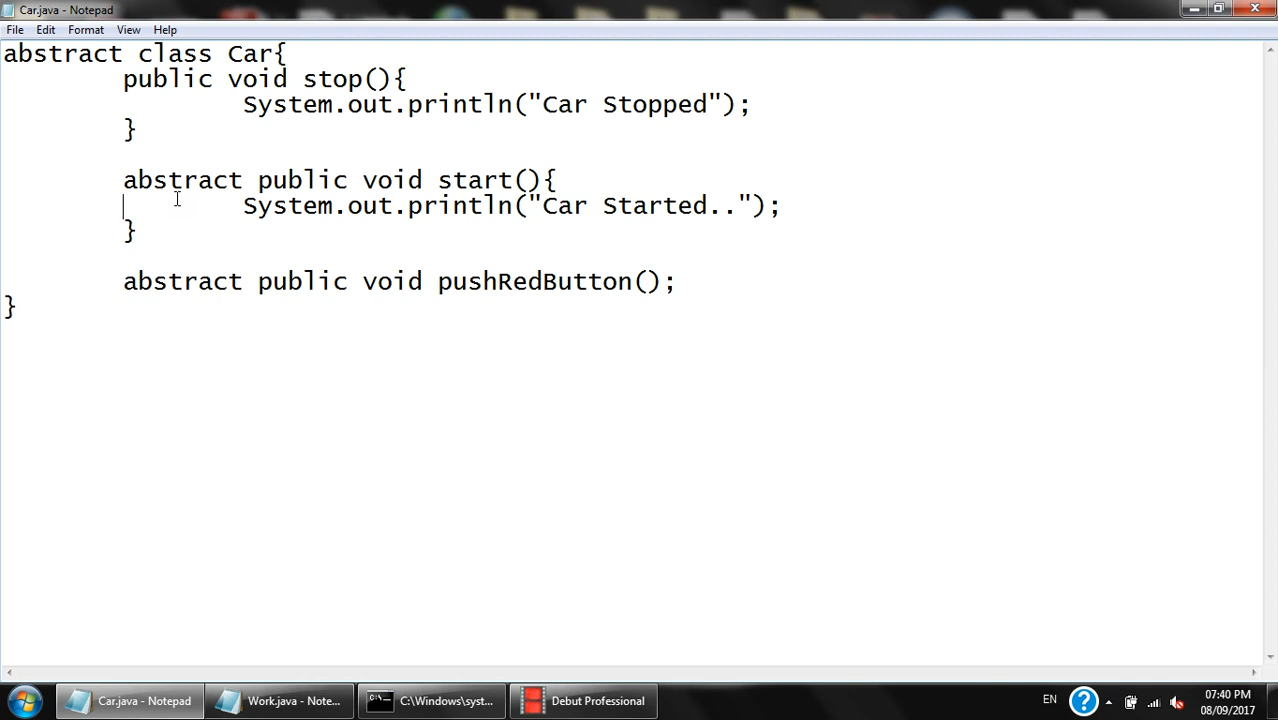 Car.java - Notepad
File Edit Format View Help
abstract class Car{
public void stop(){
System.out.println("Car Stopped");
}
abstract public void start(){
System.out.println("Car Started..");
}
abstract public void pushRedButton();
}
Car.java - Notepad Work.java - Note... C:\Windows\syst... Debut Professional EN 07:40 PM
08/09/2017